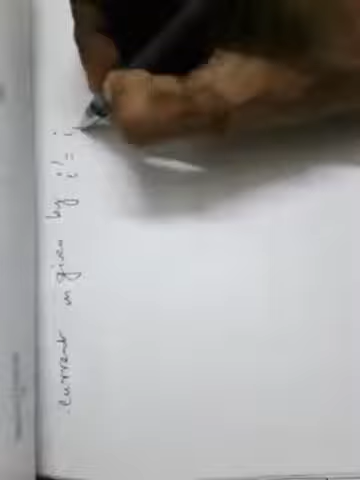 current is given by i' = i